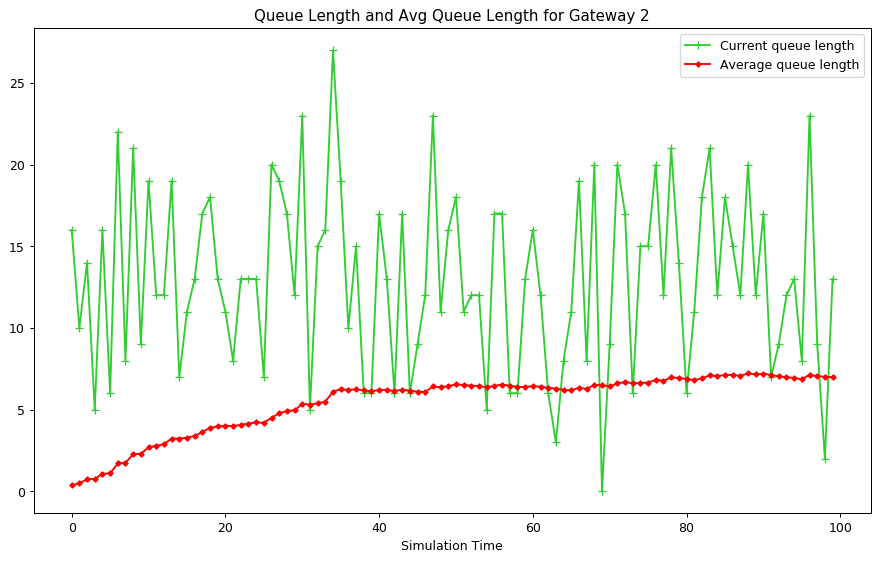 Queue Length and Avg Queue Length for Gateway 2
Current queue length
Average queue length
25
20
15
10
5
0
0 20 40 60 80 100
Simulation Time